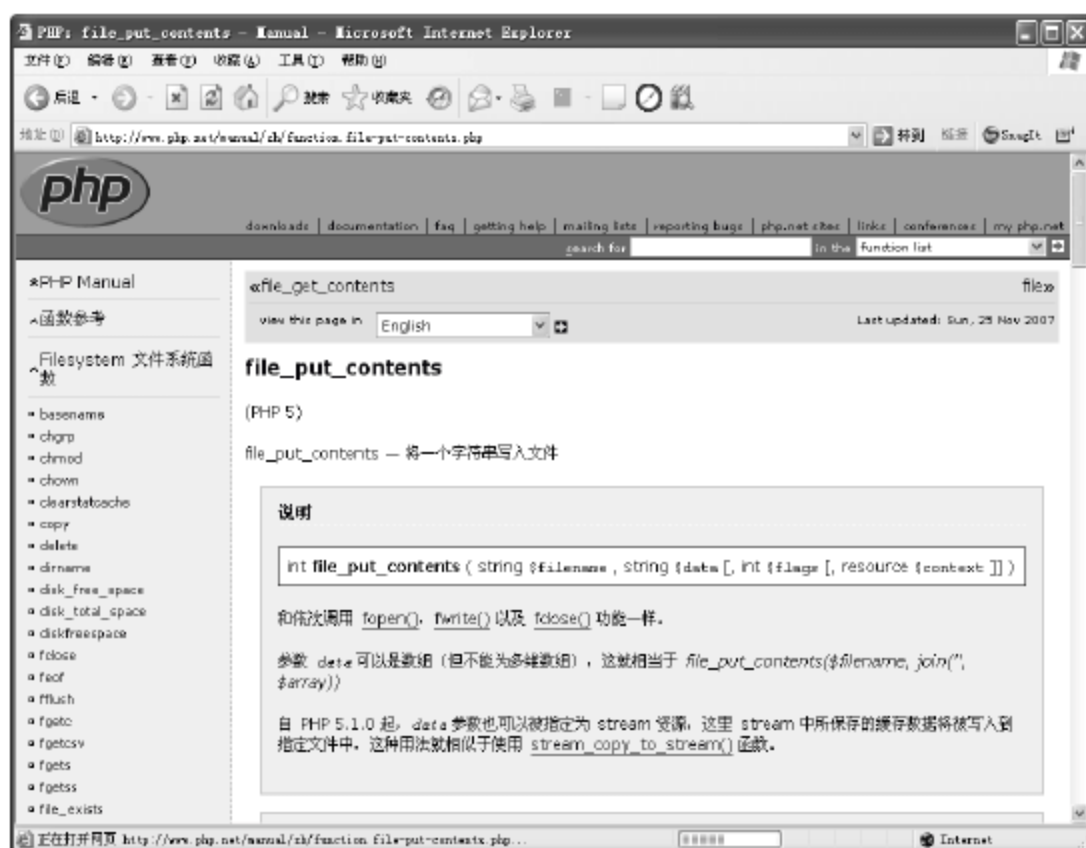 PHP: file_put_contents - Manual - Microsoft Internet Explorer
文件(F) 编辑(E) 查看(V) 收藏(A) 工具(T) 帮助(H)
后退 搜索 收藏夹
地址(D) http://www.php.net/manual/zh/function.file-put-contents.php 转到 链接 SnagIt
php
downloads | documentation | faq | getting help | mailing lists | reporting bugs | php.net sites | links | conferences | my php.net
search for in the function list
PHP Manual
函数参考
Filesystem 文件系统函
数
basename
chgrp
chmod
chown
clearstatcache
copy
delete
dirname
disk_free_space
disk_total_space
diskfreespace
fclose
feof
fflush
fgetc
fgetcsv
fgets
fgetss
file_exists
«file_get_contents file»
view this page in English Last updated: Sun, 25 Nov 2007
file_put_contents
(PHP 5)
file_put_contents — 将一个字符串写入文件
说明
int file_put_contents ( string $filename , string $data [, int $flags [, resource $context ]] )
和依次调用 fopen()，fwrite() 以及 fclose() 功能一样。
参数 data 可以是数组（但不能为多维数组），这就相当于 file_put_contents($filename, join('',
$array))
自 PHP 5.1.0 起，data 参数也可以被指定为 stream 资源，这里 stream 中所保存的缓存数据将被写入到
指定文件中，这种用法就相似于使用 stream_copy_to_stream() 函数。
正在打开网页 http://www.php.net/manual/zh/function.file-put-contents.php... Internet